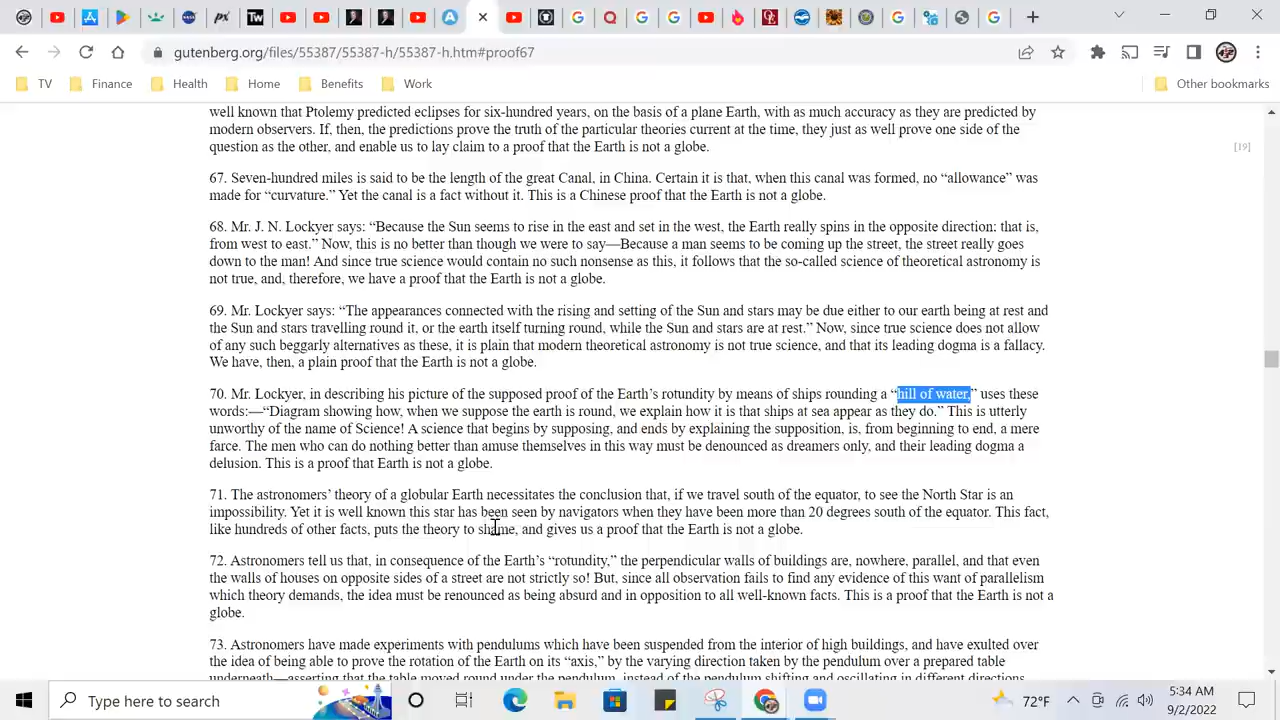 gutenberg.org/files/55387/55387-h/55387-h.htm#proof67
TV Finance Health Home Benefits Work Other bookmarks
well known that Ptolemy predicted eclipses for six-hundred years, on the basis of a plane Earth, with as much accuracy as they are predicted by
modern observers. If, then, the predictions prove the truth of the particular theories current at the time, they just as well prove one side of the
question as the other, and enable us to lay claim to a proof that the Earth is not a globe.
[19]
67. Seven-hundred miles is said to be the length of the great Canal, in China. Certain it is that, when this canal was formed, no “allowance” was
made for “curvature.” Yet the canal is a fact without it. This is a Chinese proof that the Earth is not a globe.
68. Mr. J. N. Lockyer says: “Because the Sun seems to rise in the east and set in the west, the Earth really spins in the opposite direction: that is,
from west to east.” Now, this is no better than though we were to say—Because a man seems to be coming up the street, the street really goes
down to the man! And since true science would contain no such nonsense as this, it follows that the so-called science of theoretical astronomy is
not true, and, therefore, we have a proof that the Earth is not a globe.
69. Mr. Lockyer says: “The appearances connected with the rising and setting of the Sun and stars may be due either to our earth being at rest and
the Sun and stars travelling round it, or the earth itself turning round, while the Sun and stars are at rest.” Now, since true science does not allow
of any such beggarly alternatives as these, it is plain that modern theoretical astronomy is not true science, and that its leading dogma is a fallacy.
We have, then, a plain proof that the Earth is not a globe.
70. Mr. Lockyer, in describing his picture of the supposed proof of the Earth’s rotundity by means of ships rounding a “hill of water,” uses these
words:—“Diagram showing how, when we suppose the earth is round, we explain how it is that ships at sea appear as they do.” This is utterly
unworthy of the name of Science! A science that begins by supposing, and ends by explaining the supposition, is, from beginning to end, a mere
farce. The men who can do nothing better than amuse themselves in this way must be denounced as dreamers only, and their leading dogma a
delusion. This is a proof that Earth is not a globe.
71. The astronomers’ theory of a globular Earth necessitates the conclusion that, if we travel south of the equator, to see the North Star is an
impossibility. Yet it is well known this star has been seen by navigators when they have been more than 20 degrees south of the equator. This fact,
like hundreds of other facts, puts the theory to shame, and gives us a proof that the Earth is not a globe.
72. Astronomers tell us that, in consequence of the Earth’s “rotundity,” the perpendicular walls of buildings are, nowhere, parallel, and that even
the walls of houses on opposite sides of a street are not strictly so! But, since all observation fails to find any evidence of this want of parallelism
which theory demands, the idea must be renounced as being absurd and in opposition to all well-known facts. This is a proof that the Earth is not a
globe.
73. Astronomers have made experiments with pendulums which have been suspended from the interior of high buildings, and have exulted over
the idea of being able to prove the rotation of the Earth on its “axis,” by the varying direction taken by the pendulum over a prepared table
underneath—asserting that the table moved round under the pendulum, instead of the pendulum shifting and oscillating in different directions
Type here to search
72°F
5:34 AM
9/2/2022